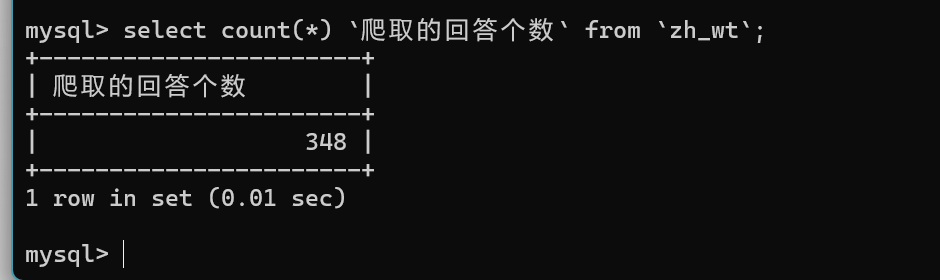 mysql> select count(*) `爬取的回答个数` from `zh_wt`;
+-----------------------+
| 爬取的回答个数        |
+-----------------------+
|                   348 |
+-----------------------+
1 row in set (0.01 sec)
mysql>